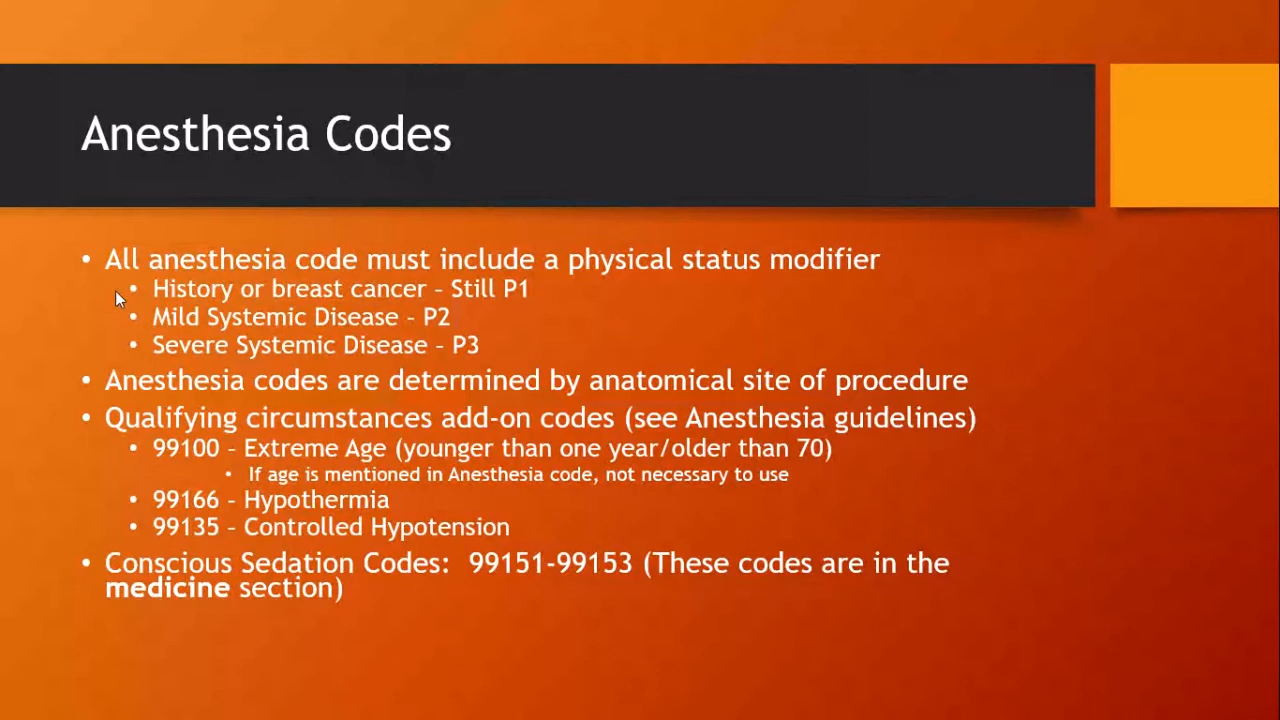 Anesthesia Codes
• All anesthesia code must include a physical status modifier
• History or breast cancer – Still P1
• Mild Systemic Disease – P2
• Severe Systemic Disease – P3
• Anesthesia codes are determined by anatomical site of procedure
• Qualifying circumstances add-on codes (see Anesthesia guidelines)
• 99100 – Extreme Age (younger than one year/older than 70)
• If age is mentioned in Anesthesia code, not necessary to use
• 99166 – Hypothermia
• 99135 – Controlled Hypotension
• Conscious Sedation Codes: 99151-99153 (These codes are in the
medicine section)